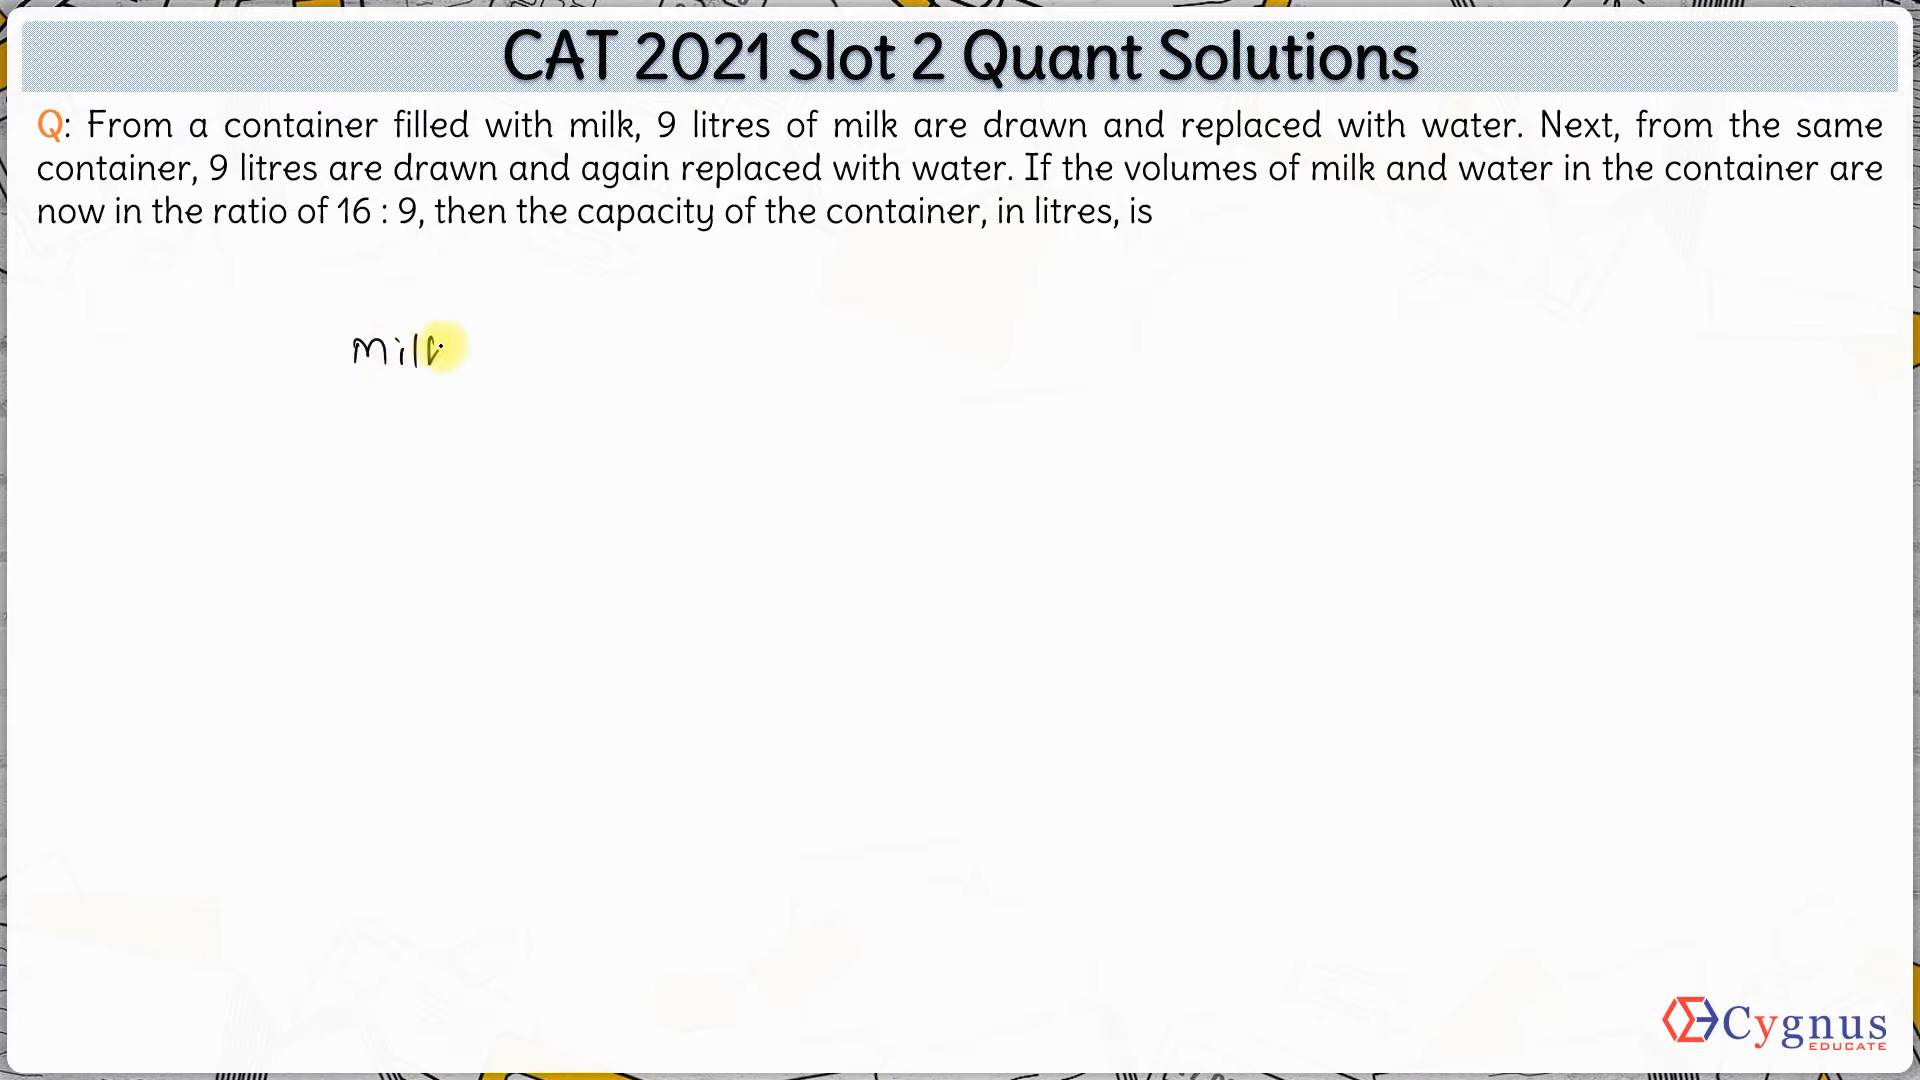 CAT 2021 Slot 2 Quant Solutions
Q: From a container filled with milk, 9 litres of milk are drawn and replaced with water. Next, from the same
container, 9 litres are drawn and again replaced with water. If the volumes of milk and water in the container are
now in the ratio of 16 : 9, then the capacity of the container, in litres, is
Milk
Cygnus
EDUCATE